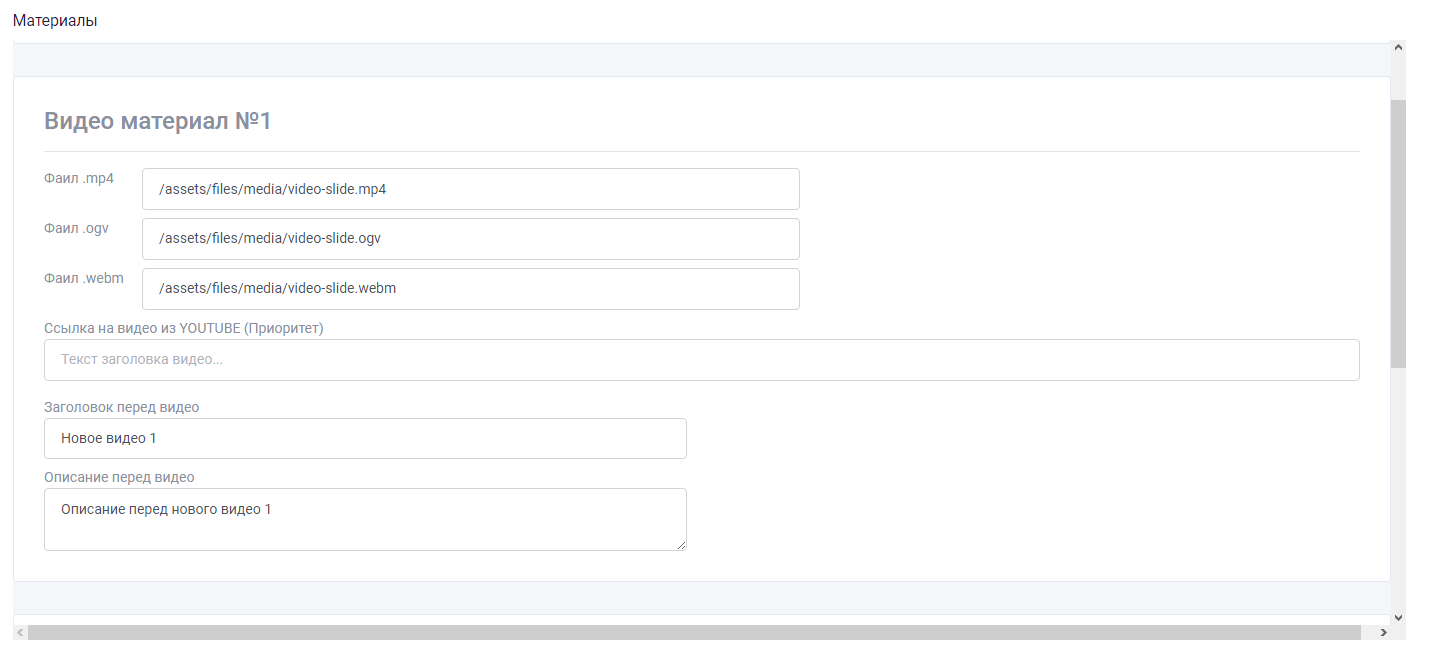 Материалы
Видео материал №1
Фаил .mp4
/assets/files/media/video-slide.mp4
Фаил .ogv
/assets/files/media/video-slide.ogv
Фаил .webm
/assets/files/media/video-slide.webm
Ссылка на видео из YOUTUBE (Приоритет)
Текст заголовка видео...
Заголовок перед видео
Новое видео 1
Описание перед видео
Описание перед нового видео 1